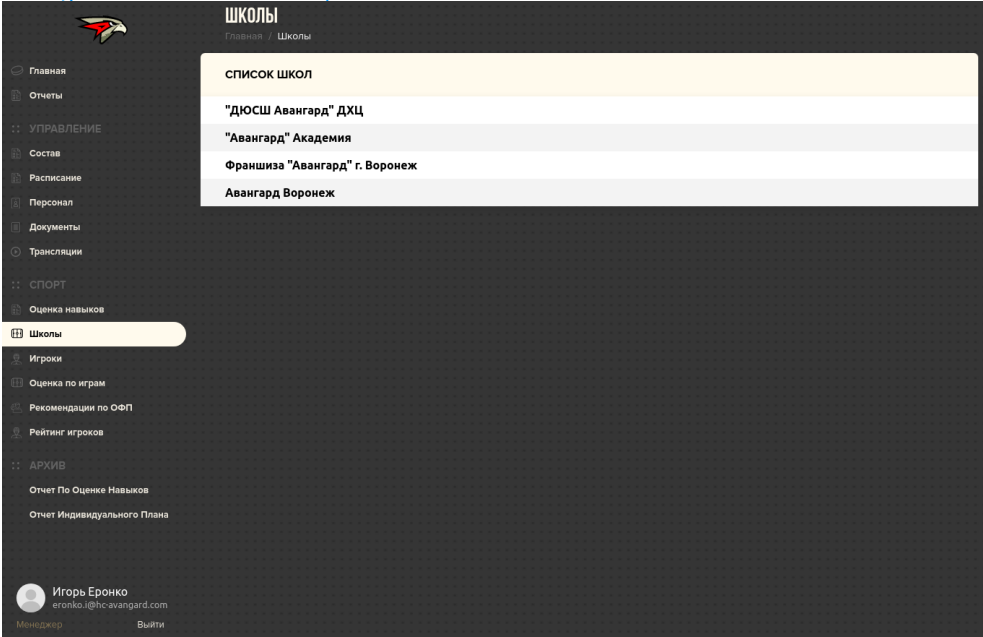 ШКОЛЫ
Главная / Школы
Главная
Отчеты
УПРАВЛЕНИЕ
Состав
Расписание
Персонал
Документы
Трансляции
СПОРТ
Оценка навыков
Школы
Игроки
Оценка по играм
Рекомендации по ОФП
Рейтинг игроков
АРХИВ
Отчет По Оценке Навыков
Отчет Индивидуального Плана
Игорь Еронко
eronko.i@hc-avangard.com
Менеджер Выйти
СПИСОК ШКОЛ
"ДЮСШ Авангард" ДХЦ
"Авангард" Академия
Франшиза "Авангард" г. Воронеж
Авангард Воронеж